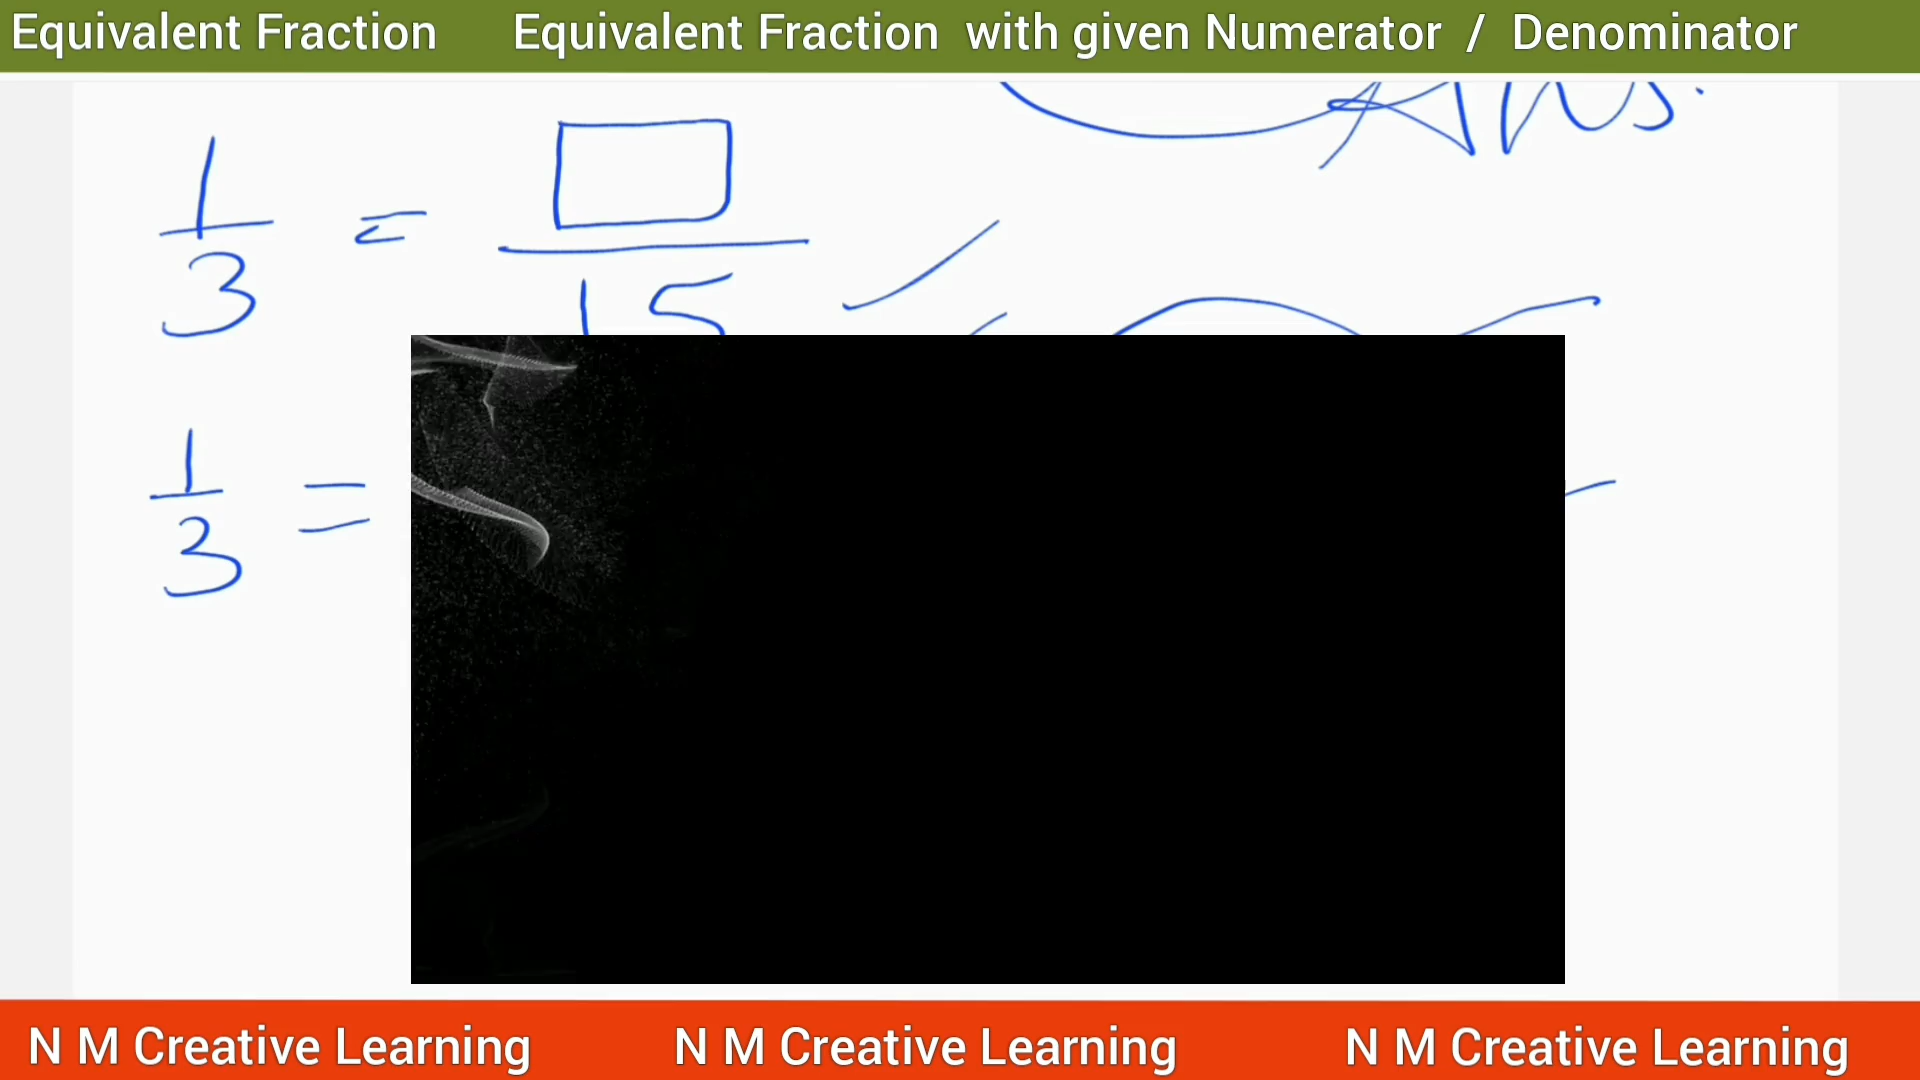 Equivalent Fraction Equivalent Fraction with given Numerator / Denominator
Ans.
1/3 = □/15
1/3 =
N M Creative Learning N M Creative Learning N M Creative Learning